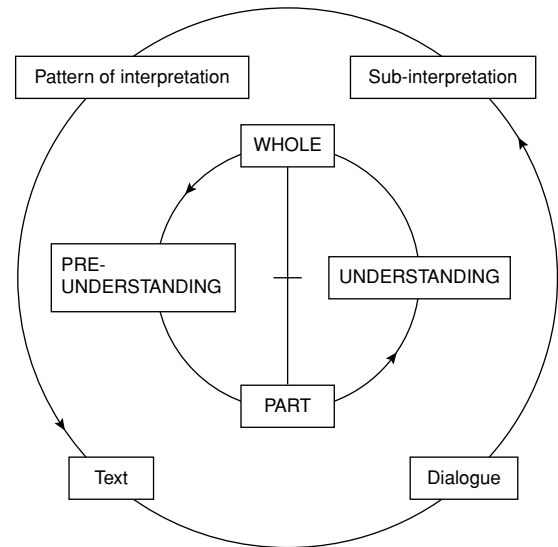 Pattern of interpretation
Sub-interpretation
WHOLE
PRE-
UNDERSTANDING
UNDERSTANDING
PART
Text
Dialogue